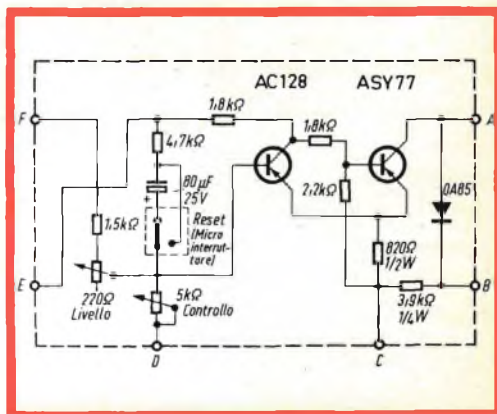 AC128
ASY77
F
1,8kΩ
A
4,7kΩ
1,8kΩ
80µF
25V
+
2,2kΩ
OA85
Reset
(Micro
interrut-
tore)
1,5kΩ
820Ω
1/2W
E
220Ω
Livello
5kΩ
Controllo
3,9kΩ
1/4W
B
D
C